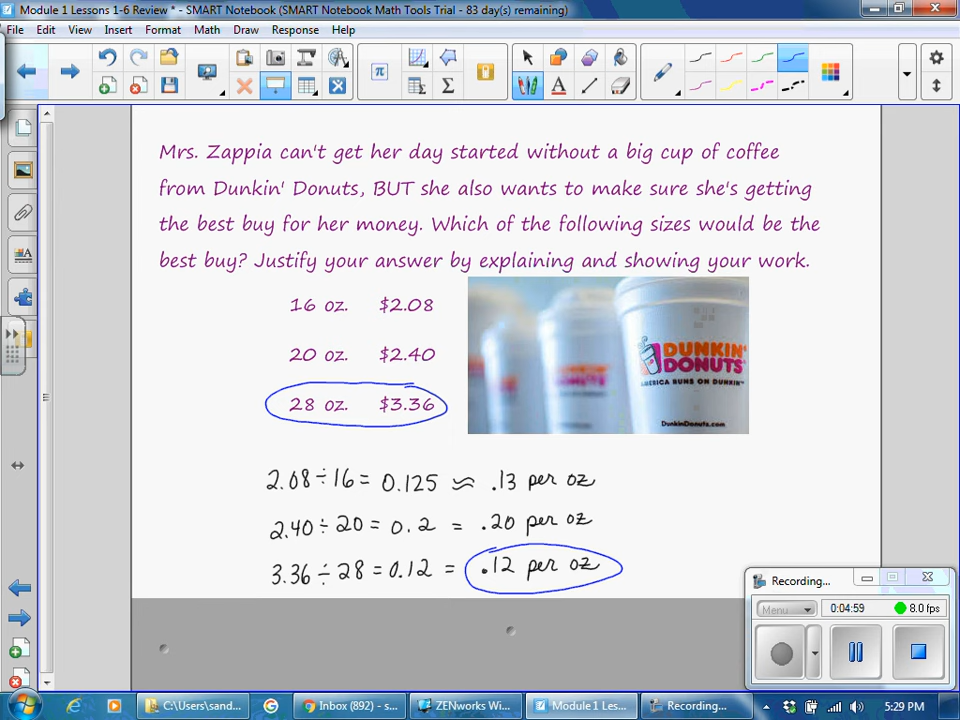 Module 1 Lessons 1-6 Review * - SMART Notebook (SMART Notebook Math Tools Trial - 83 day(s) remaining)
File Edit View Insert Format Math Draw Response Help
Mrs. Zappia can't get her day started without a big cup of coffee
from Dunkin' Donuts, BUT she also wants to make sure she's getting
the best buy for her money. Which of the following sizes would be the
best buy? Justify your answer by explaining and showing your work.
16 oz. $2.08
20 oz. $2.40
28 oz. $3.36
DUNKIN'
DONUTS
AMERICA RUNS ON DUNKIN'
DunkinDonuts.com
2.08 ÷ 16 = 0.125 ≈ .13 per oz
2.40 ÷ 20 = 0.2 = .20 per oz
3.36 ÷ 28 = 0.12 = .12 per oz
Recording...
Menu 0:04:59 8.0 fps
C:\Users\sand... Inbox (892) - s... ZENworks Wi... Module 1 Les... Recording... 5:29 PM